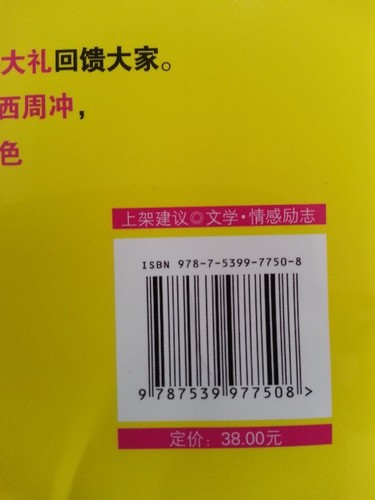 大礼回馈大家。
西周冲，
色
上架建议◎文学·情感励志
ISBN 978-7-5399-7750-8
9 787539 977508 >
定价：38.00元